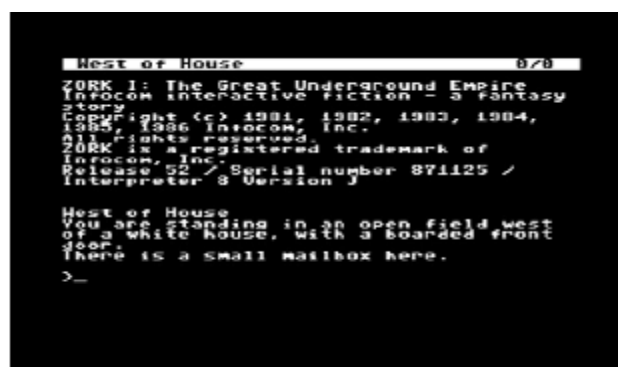 West of House 0/0
ZORK I: The Great Underground Empire
Infocom interactive fiction - a fantasy
story
Copyright (c) 1981, 1982, 1983, 1984,
1985, 1986 Infocom, Inc.
All rights reserved.
ZORK is a registered trademark of
Infocom, Inc.
Release 52 / Serial number 871125 /
Interpreter 8 Version J
West of House
You are standing in an open field west
of a white house, with a boarded front
door.
There is a small mailbox here.
>_